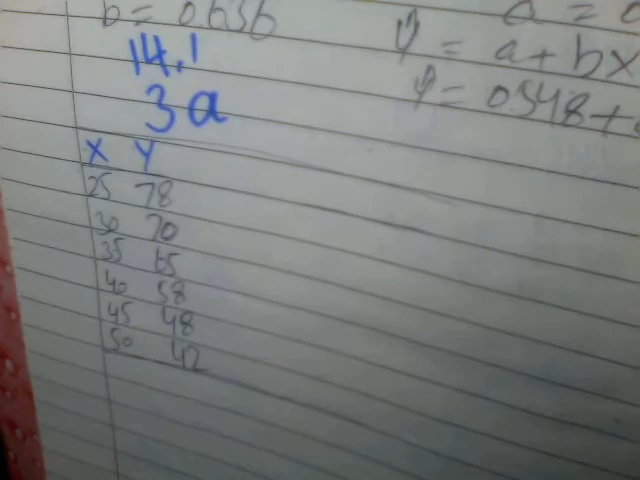 b = 0.636
a =
ŷ = a + bx
14.1
ŷ = 0.548 +
3a
X Y
25 78
30 70
35 65
40 58
45 48
50 42